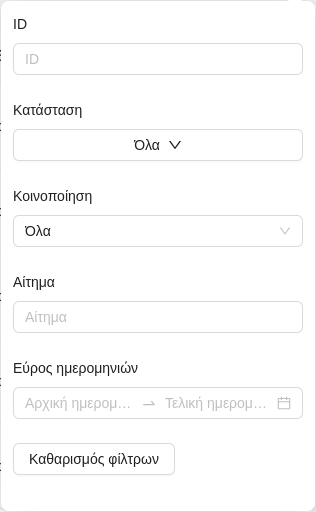 ID
ID
Κατάσταση
Όλα
Κοινοποίηση
Όλα
Αίτημα
Αίτημα
Εύρος ημερομηνιών
Αρχική ημερομ… Τελική ημερομ…
Καθαρισμός φίλτρων